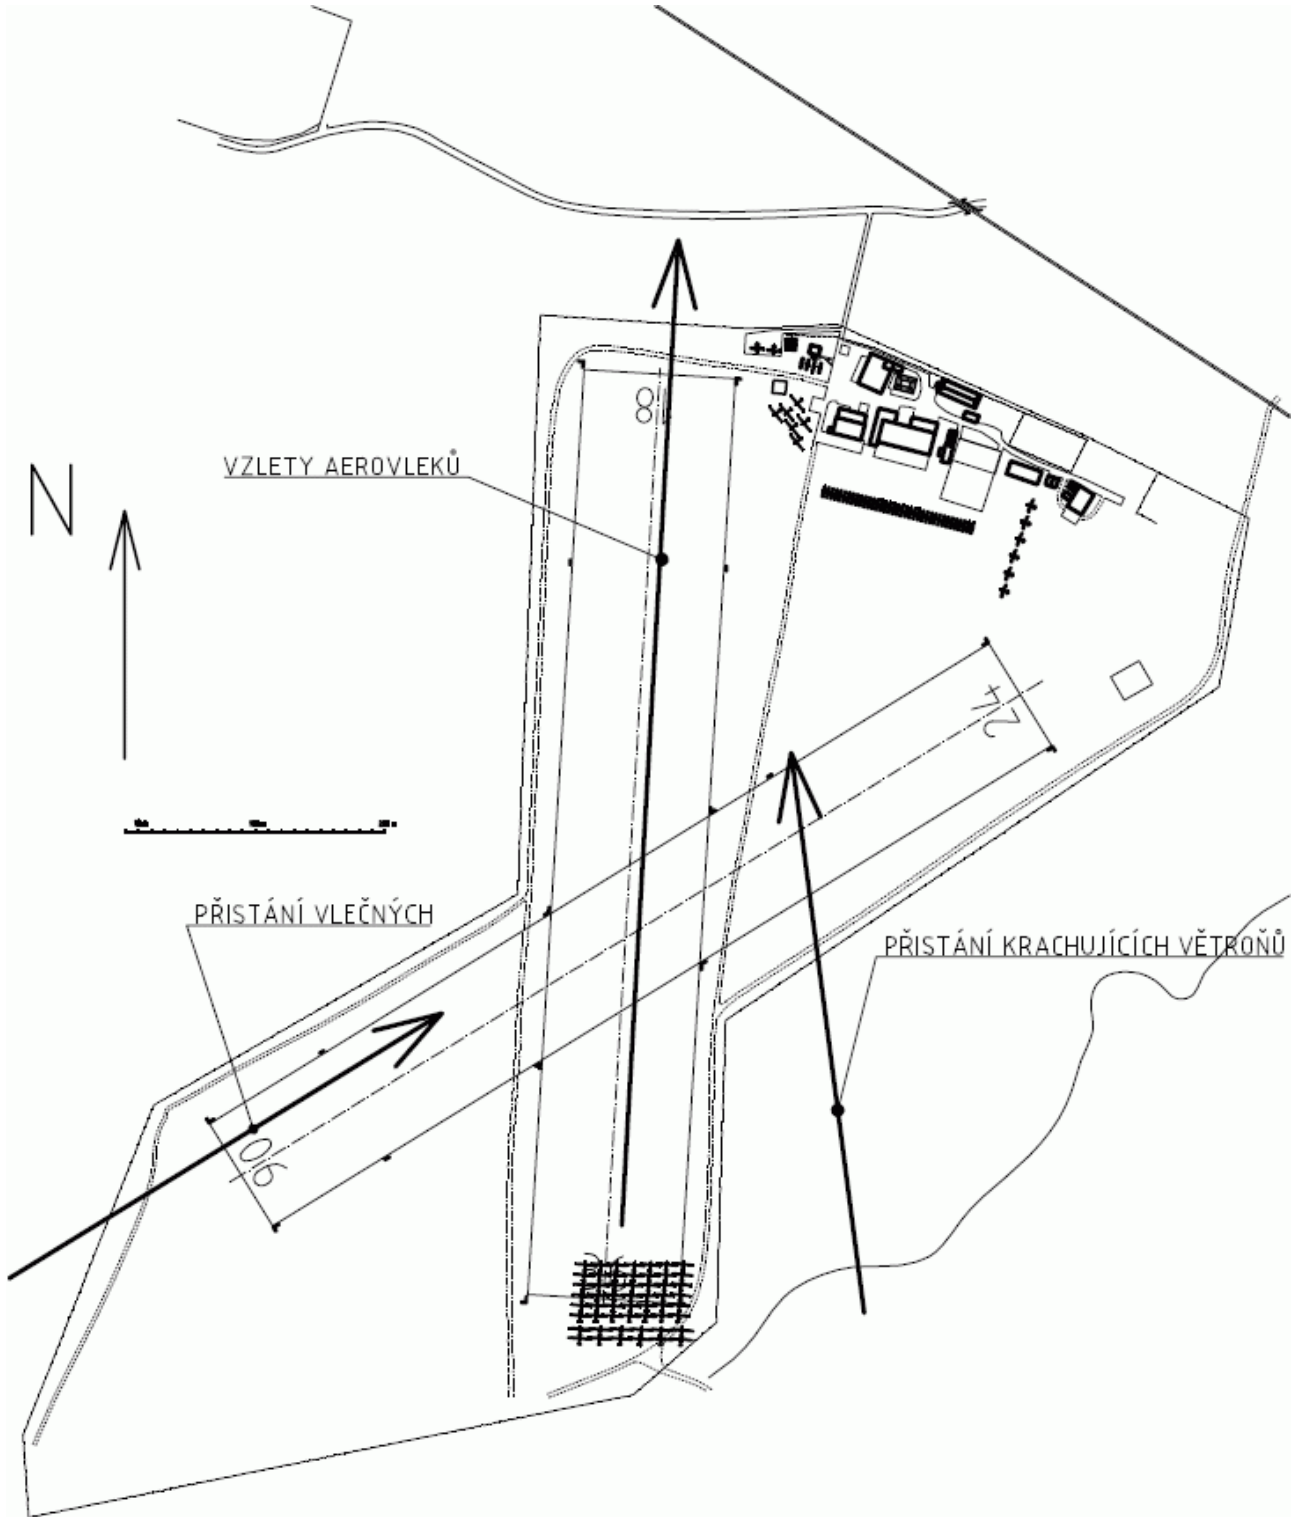 18
VZLETY AEROVLEKŮ
N
24
PŘISTÁNÍ VLEČNÝCH
PŘISTÁNÍ KRACHUJÍCÍCH VĚTROŇŮ
06